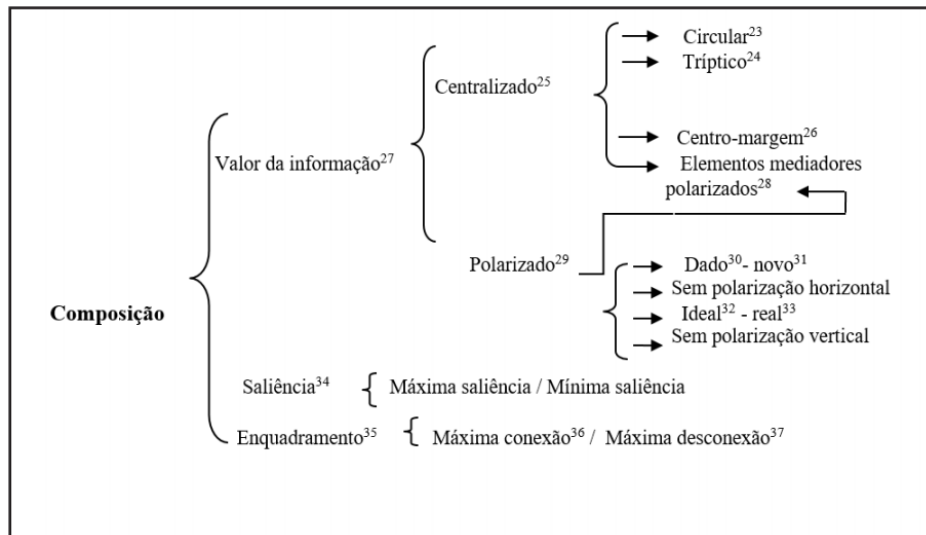 Circular²³
Tríptico²⁴
Centralizado²⁵
Centro-margem²⁶
Valor da informação²⁷
Elementos mediadores
polarizados²⁸
Polarizado²⁹
Dado³⁰- novo³¹
Sem polarização horizontal
Ideal³² - real³³
Composição
Sem polarização vertical
Saliência³⁴
Máxima saliência / Mínima saliência
Enquadramento³⁵
Máxima conexão³⁶ / Máxima desconexão³⁷